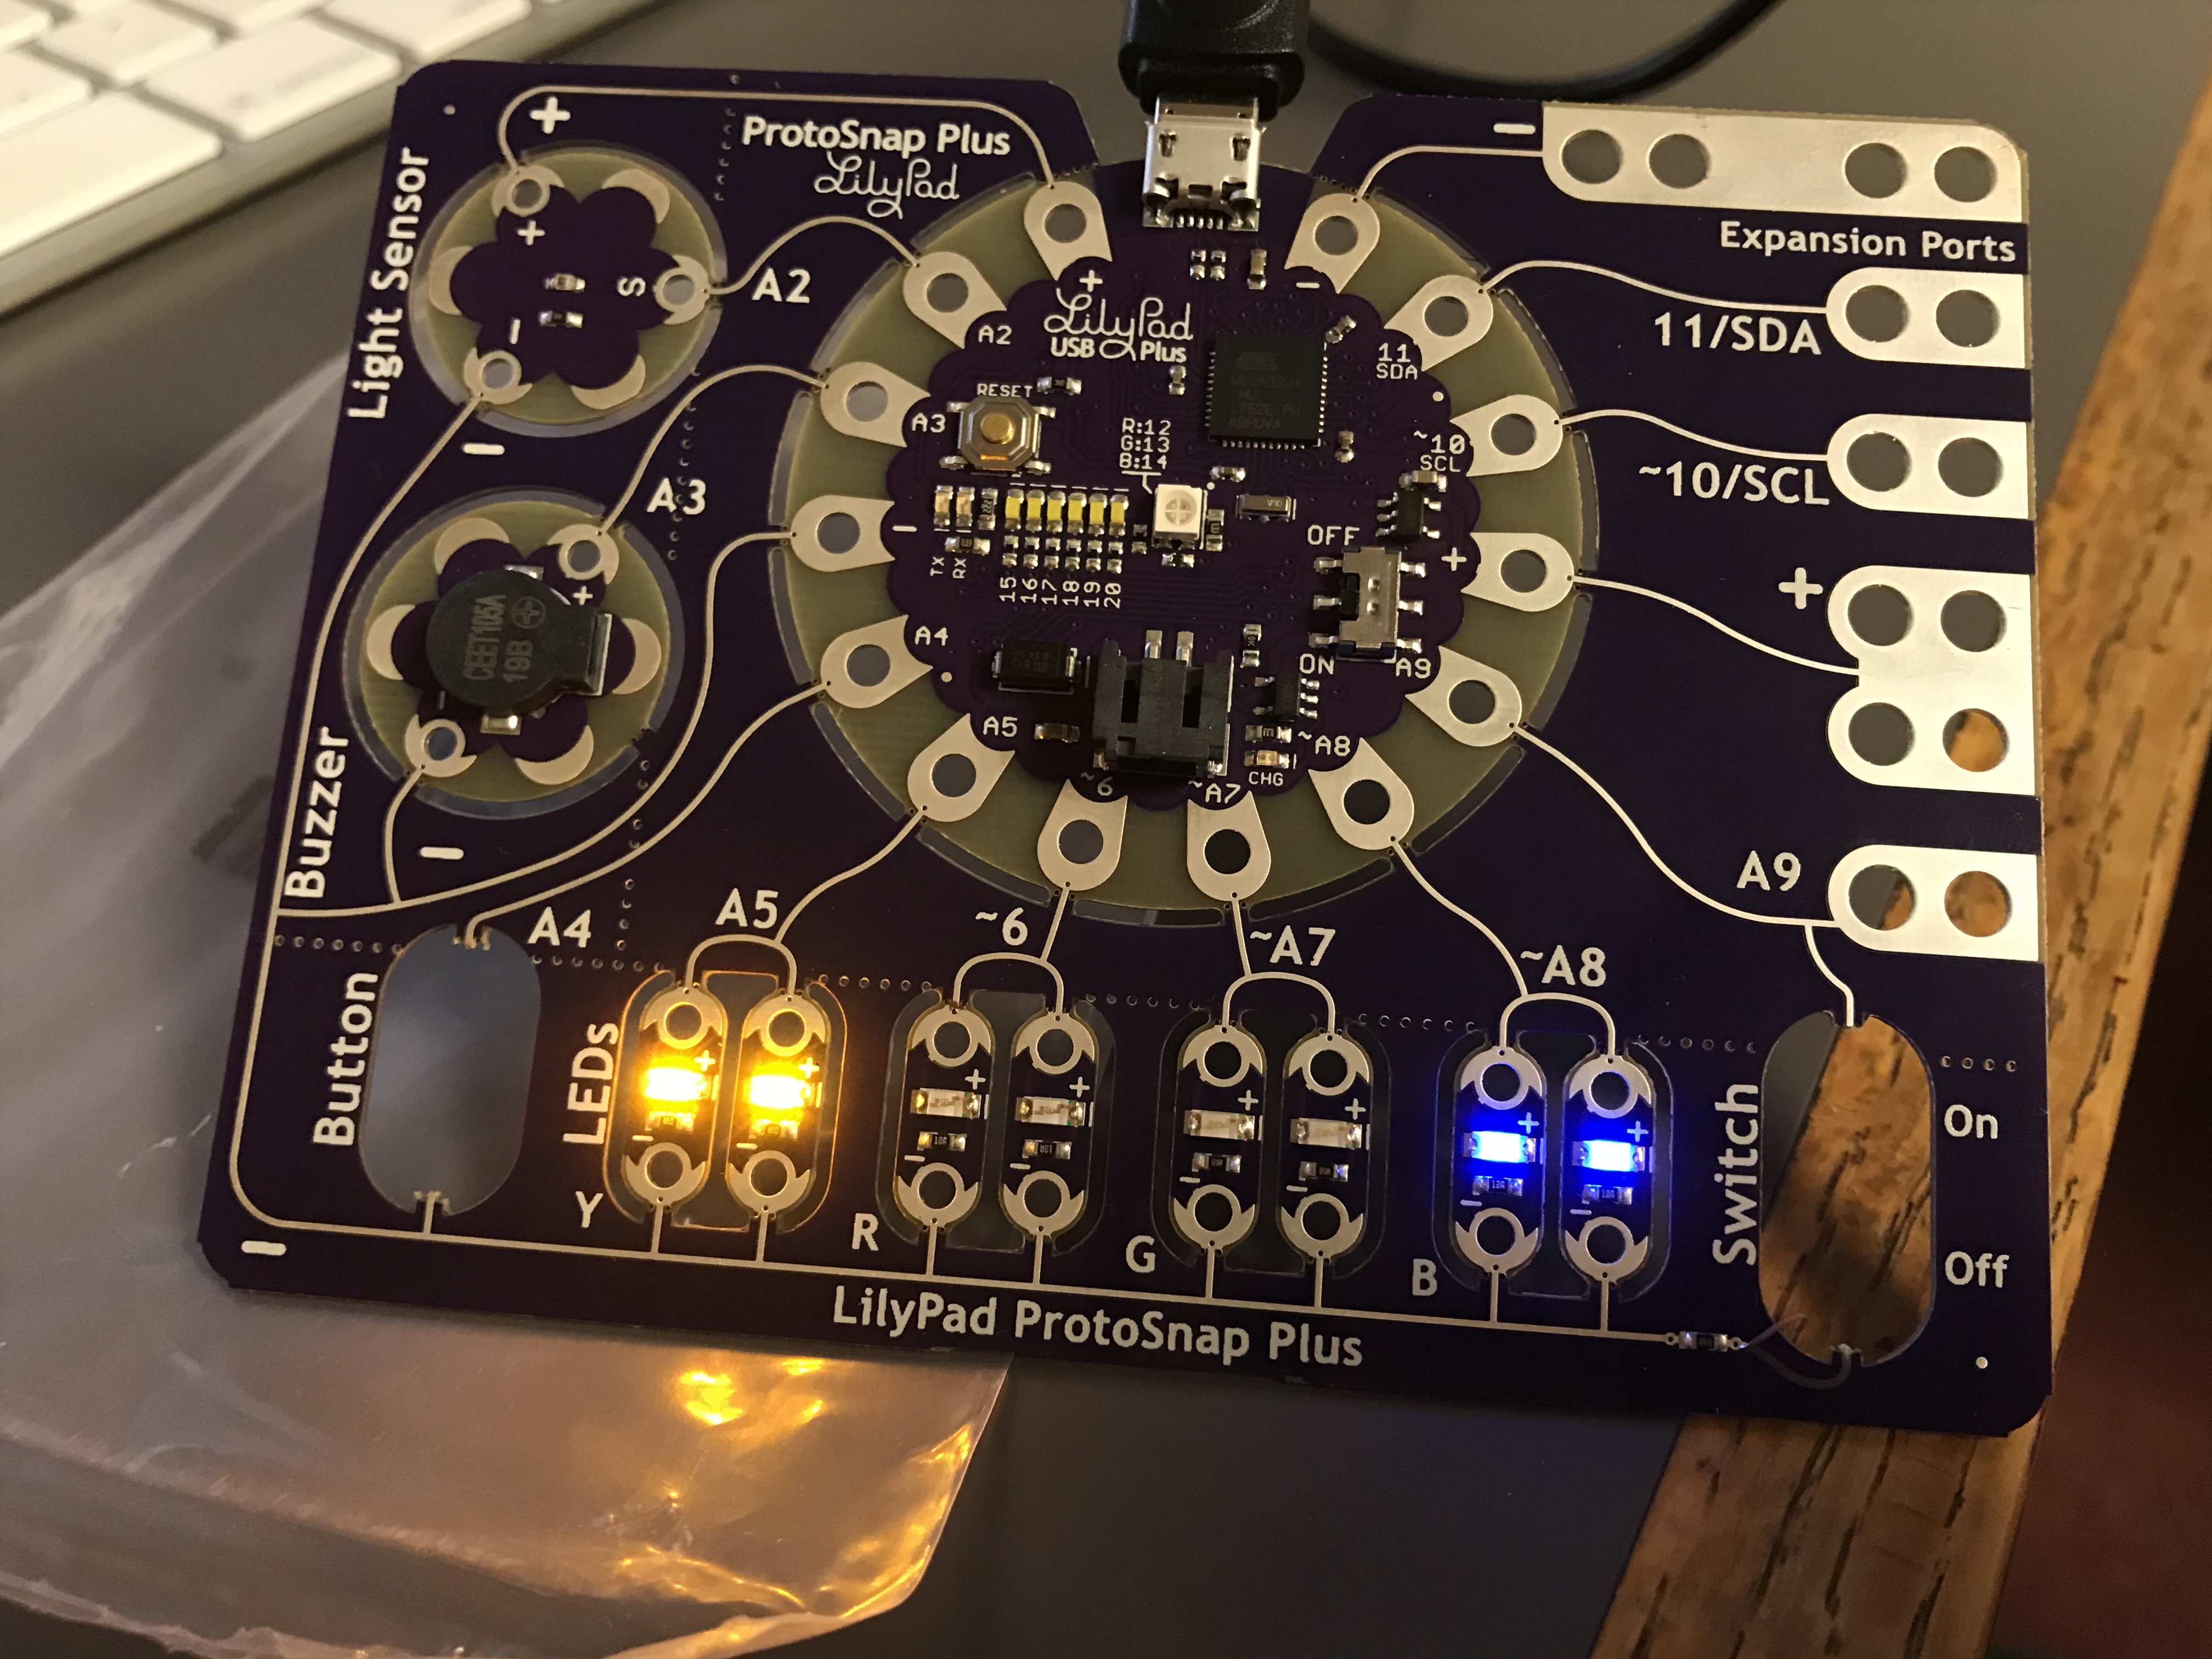 +
ProtoSnap Plus
LilyPad
Light Sensor
+
S
-
-
A2
A3
Buzzer
+
CEET105A
19B
-
-
-
Expansion Ports
11/SDA
~10/SCL
+
A9
+
-
LilyPad
USB Plus
A2
A3
-
A4
A5
~6
~A7
~A8
A9
+
~10
SCL
11
SDA
RESET
R:12
G:13
B:14
TX
RX
15
16
17
18
19
20
OFF
ON
CHG
MEGA32U4
A4
A5
~6
~A7
~A8
Button
LEDs
Y
R
G
B
+
+
+
+
+
+
+
+
-
-
-
-
-
-
-
Switch
On
Off
-
LilyPad ProtoSnap Plus